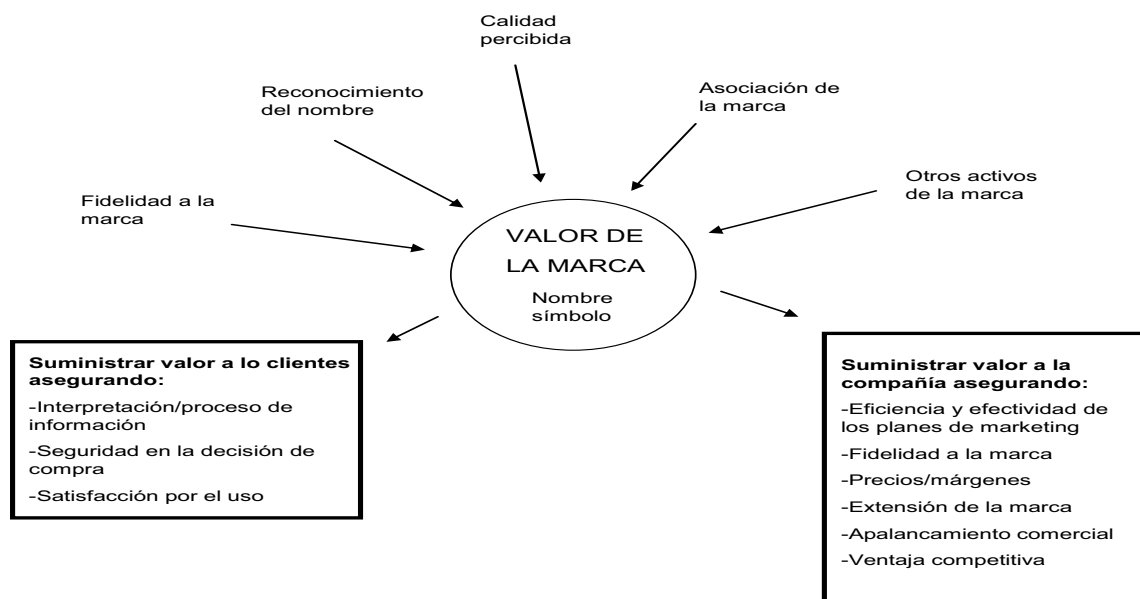 Calidad
percibida
Reconocimiento
del nombre
Asociación de
la marca
Fidelidad a la
marca
Otros activos
de la marca
VALOR DE
LA MARCA
Nombre
símbolo
Suministrar valor a lo clientes
asegurando:
-Interpretación/proceso de
información
-Seguridad en la decisión de
compra
-Satisfacción por el uso
Suministrar valor a la
compañía asegurando:
-Eficiencia y efectividad de
los planes de marketing
-Fidelidad a la marca
-Precios/márgenes
-Extensión de la marca
-Apalancamiento comercial
-Ventaja competitiva